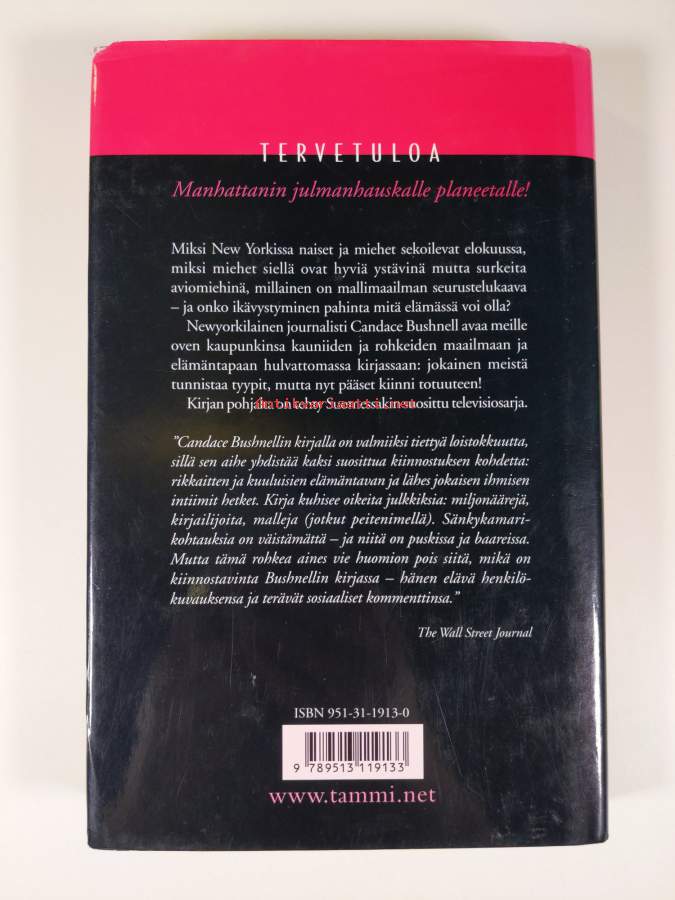 TERVETULOA
Manhattanin julmanhauskalle planeetalle!
Miksi New Yorkissa naiset ja miehet sekoilevat elokuussa,
miksi miehet siellä ovat hyviä ystävinä mutta surkeita
aviomiehinä, millainen on mallimaailman seurustelukaava
– ja onko ikävystyminen pahinta mitä elämässä voi olla?
Newyorkilainen journalisti Candace Bushnell avaa meille
oven kaupunkinsa kauniiden ja rohkeiden maailmaan ja
elämäntapaan hulvattomassa kirjassaan: jokainen meistä
tunnistaa tyypit, mutta nyt pääset kiinni totuuteen!
Kirjan pohjalta on tehty Suomessakin suosittu televisiosarja.
antikvariaatti.net
”Candace Bushnellin kirjalla on valmiiksi tiettyä loistokkuutta,
sillä sen aihe yhdistää kaksi suosittua kiinnostuksen kohdetta:
rikkaitten ja kuuluisien elämäntavan ja lähes jokaisen ihmisen
intiimit hetket. Kirja kuhisee oikeita julkkiksia: miljonäärejä,
kirjailijoita, malleja (jotkut peitenimellä). Sänkykamari-
kohtauksia on väistämättä – ja niitä on puskissa ja baareissa.
Mutta tämä rohkea aines vie huomion pois siitä, mikä on
kiinnostavinta Bushnellin kirjassa – hänen elävä henkilö-
kuvauksensa ja terävät sosiaaliset kommenttinsa.”
The Wall Street Journal
ISBN 951-31-1913-0
9 789513 119133
www.tammi.net